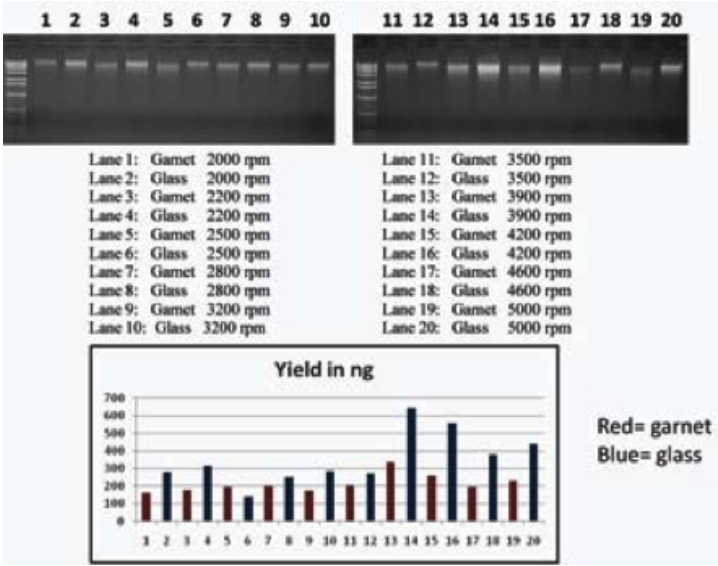 1 2 3 4 5 6 7 8 9 10
11 12 13 14 15 16 17 18 19 20
Lane 1: Garnet 2000 rpm
Lane 2: Glass 2000 rpm
Lane 3: Garnet 2200 rpm
Lane 4: Glass 2200 rpm
Lane 5: Garnet 2500 rpm
Lane 6: Glass 2500 rpm
Lane 7: Garnet 2800 rpm
Lane 8: Glass 2800 rpm
Lane 9: Garnet 3200 rpm
Lane 10: Glass 3200 rpm
Lane 11: Garnet 3500 rpm
Lane 12: Glass 3500 rpm
Lane 13: Garnet 3900 rpm
Lane 14: Glass 3900 rpm
Lane 15: Garnet 4200 rpm
Lane 16: Glass 4200 rpm
Lane 17: Garnet 4600 rpm
Lane 18: Glass 4600 rpm
Lane 19: Garnet 5000 rpm
Lane 20: Glass 5000 rpm
Yield in ng
700
600
500
400
300
200
100
0
1 2 3 4 5 6 7 8 9 10 11 12 13 14 15 16 17 18 19 20
Red= garnet
Blue= glass